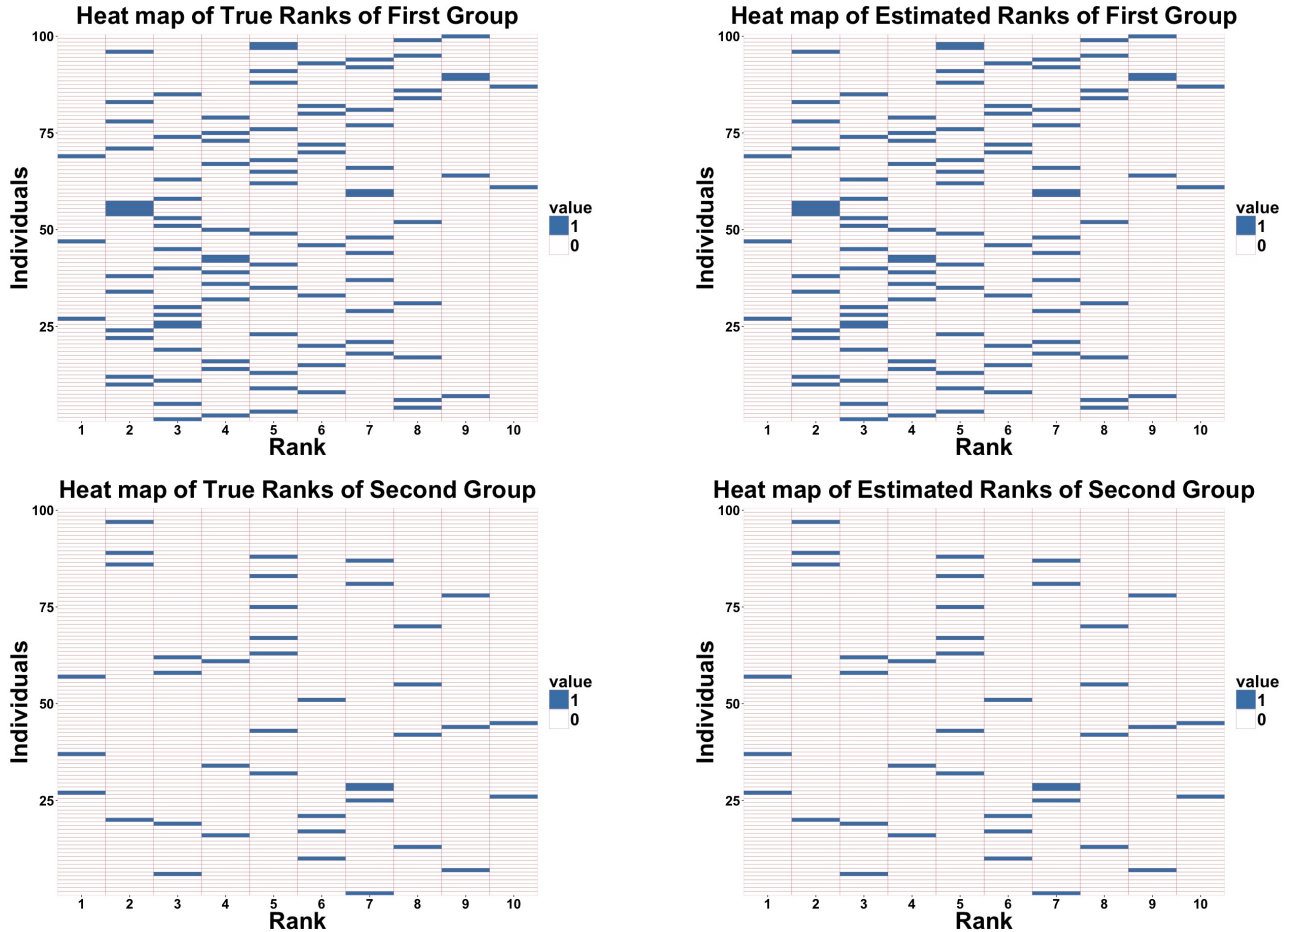 Heat map of True Ranks of First Group
100
75
50
25
Individuals
1 2 3 4 5 6 7 8 9 10
Rank
value
1
0
Heat map of Estimated Ranks of First Group
100
75
50
25
Individuals
1 2 3 4 5 6 7 8 9 10
Rank
value
1
0
Heat map of True Ranks of Second Group
100
75
50
25
Individuals
1 2 3 4 5 6 7 8 9 10
Rank
value
1
0
Heat map of Estimated Ranks of Second Group
100
75
50
25
Individuals
1 2 3 4 5 6 7 8 9 10
Rank
value
1
0